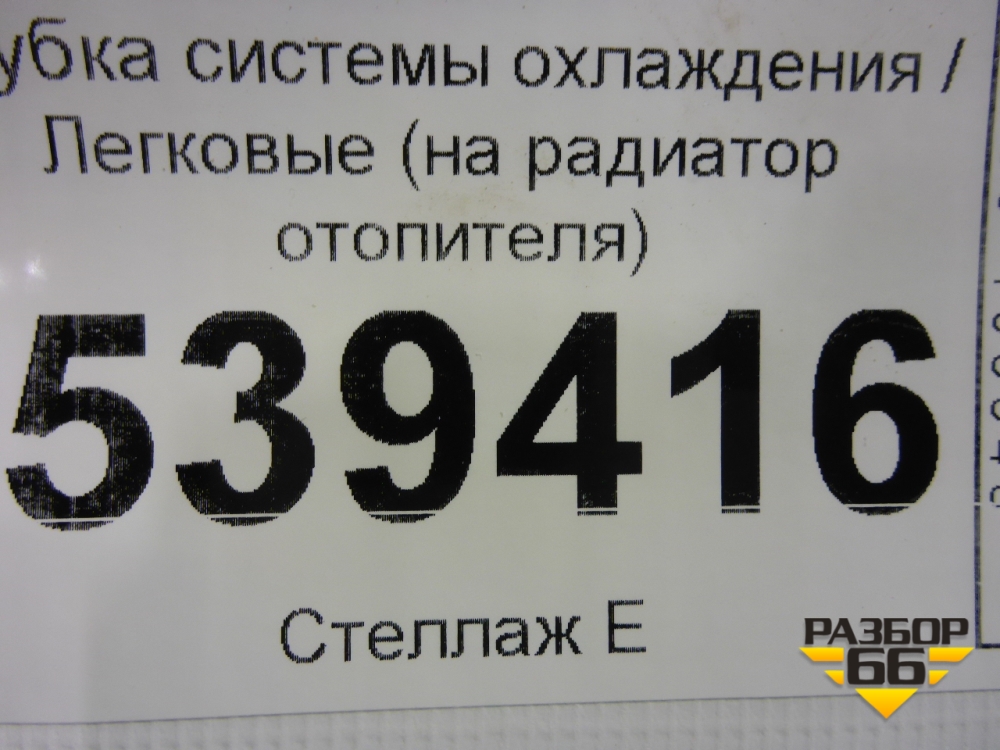 убка системы охлаждения /
Легковые (на радиатор
отопителя)
539416
Стеллаж Е
РАЗБОР
66